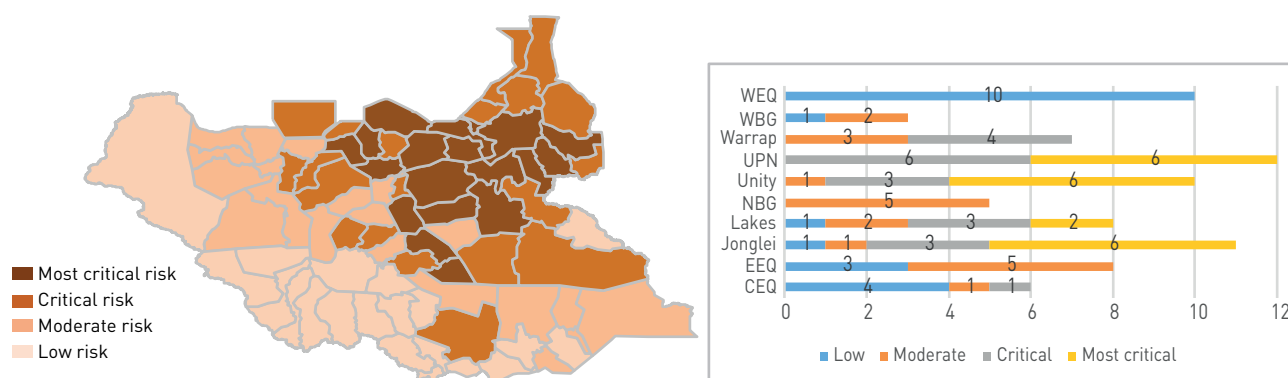 Most critical risk
Critical risk
Moderate risk
Low risk
WEQ 10
WBG 1 2
Warrap 3 4
UPN 6 6
Unity 1 3 6
NBG 5
Lakes 1 2 3 2
Jonglei 1 1 3 6
EEQ 3 5
CEQ 4 1 1
0 2 4 6 8 10 12
Low Moderate Critical Most critical